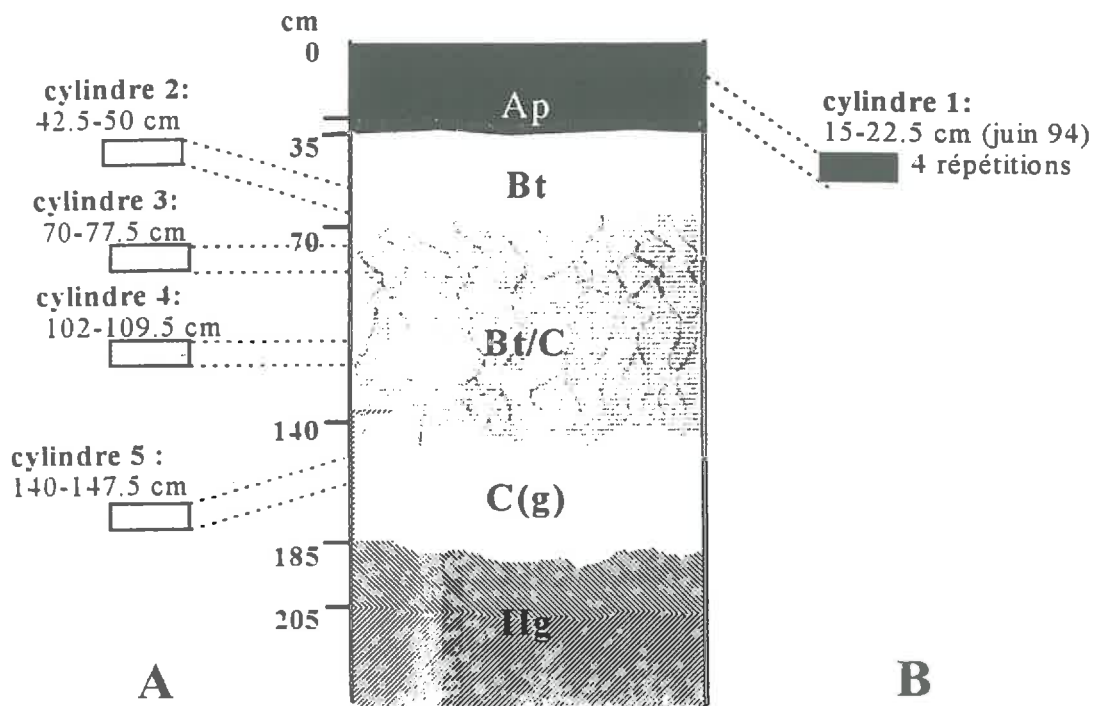 cm
0
cylindre 2:
42.5-50 cm
cylindre 3:
70-77.5 cm
cylindre 4:
102-109.5 cm
cylindre 5 :
140-147.5 cm
35
70
140
185
205
Ap
Bt
Bt/C
C(g)
IIg
cylindre 1:
15-22.5 cm (juin 94)
4 répétitions
A
B